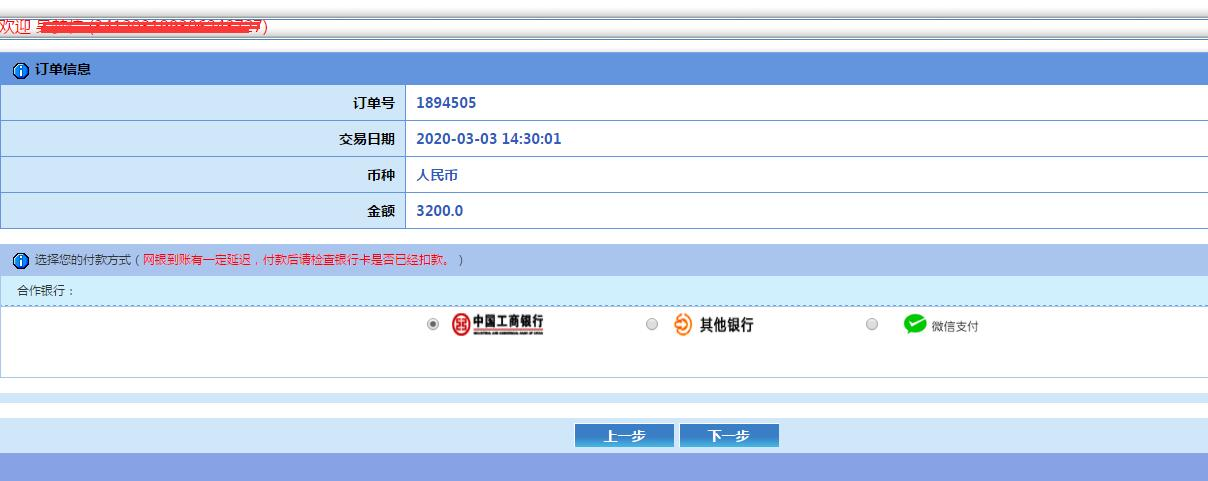 欢迎
订单信息
订单号 1894505
交易日期 2020-03-03 14:30:01
币种 人民币
金额 3200.0
选择您的付款方式（网银到账有一定延迟，付款后请检查银行卡是否已经扣款。）
合作银行：
中国工商银行 其他银行 微信支付
上一步 下一步